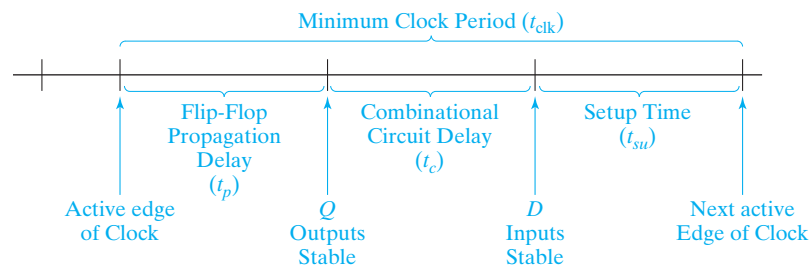 Minimum Clock Period (t_clk)
Flip-Flop
Propagation
Delay
(t_p)
Combinational
Circuit Delay
(t_c)
Setup Time
(t_su)
Active edge
of Clock
Q
Outputs
Stable
D
Inputs
Stable
Next active
Edge of Clock